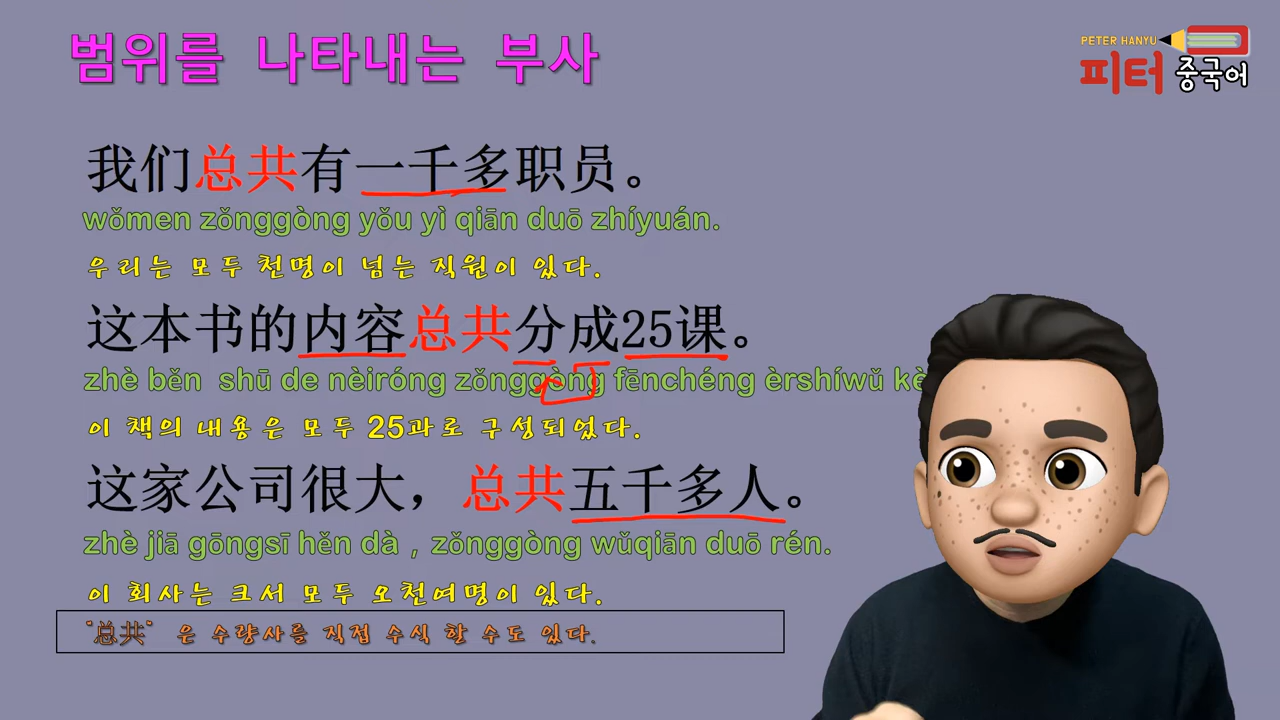 범위를 나타내는 부사
PETER HANYU
피터 중국어
我们总共有一千多职员。
wǒmen zǒnggòng yǒu yì qiān duō zhíyuán.
우리는 모두 천명이 넘는 직원이 있다.
这本书的内容总共分成25课。
zhè běn shū de nèiróng zǒnggòng fēnchéng èrshíwǔ kè
이 책의 내용은 모두 25과로 구성되었다.
这家公司很大，总共五千多人。
zhè jiā gōngsī hěn dà , zǒnggòng wǔqiān duō rén.
이 회사는 크서 모두 오천여명이 있다.
"总共" 은 수량사를 직접 수식 할 수도 있다.